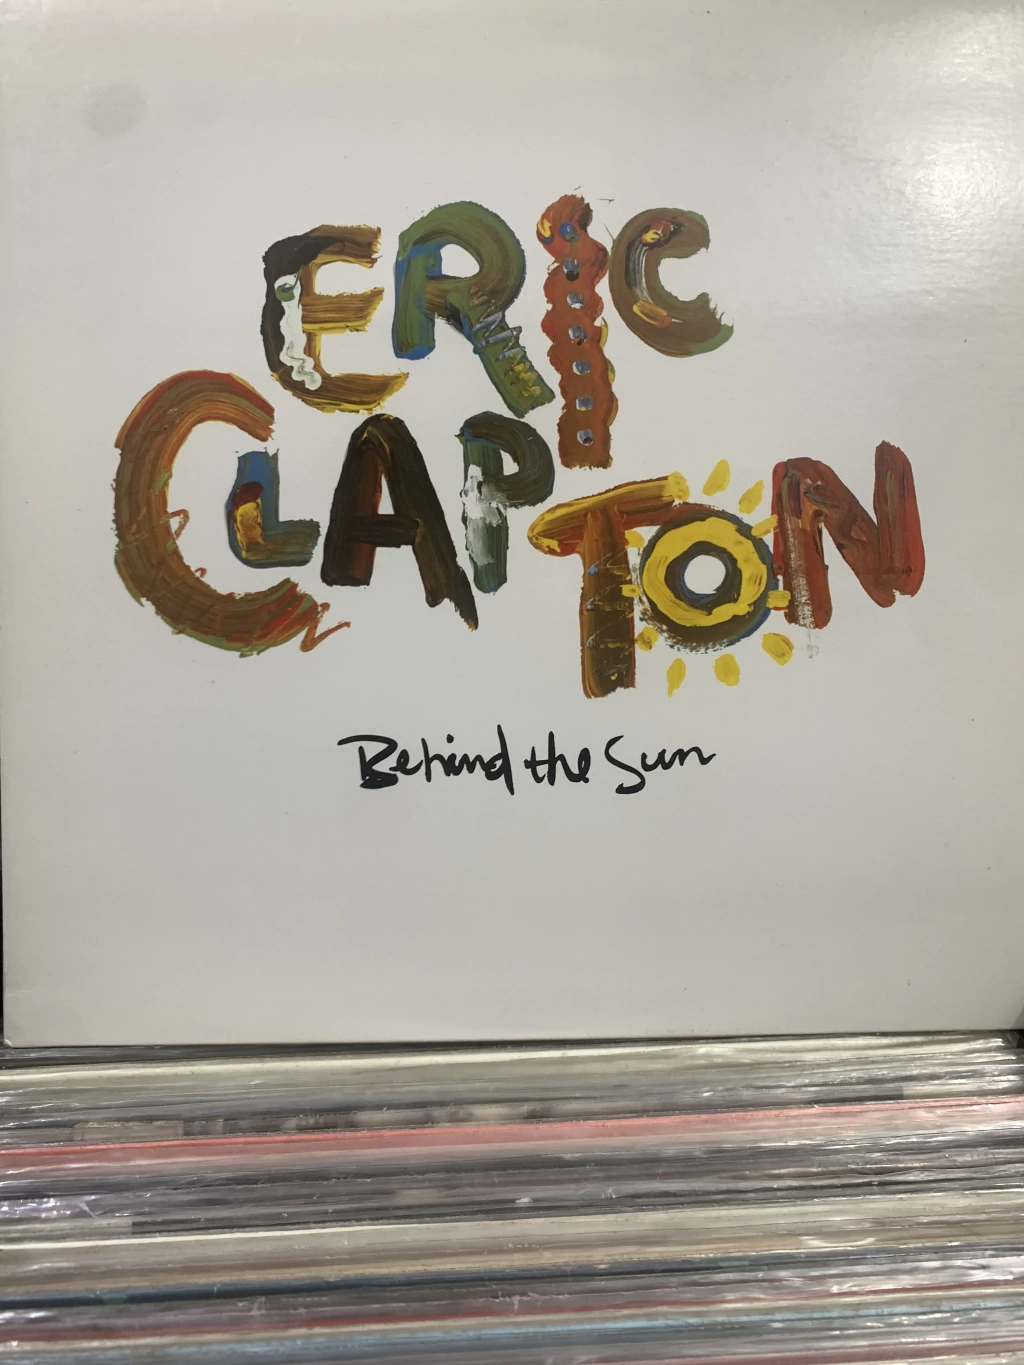 ERIC
CLAPTON
Behind the Sun